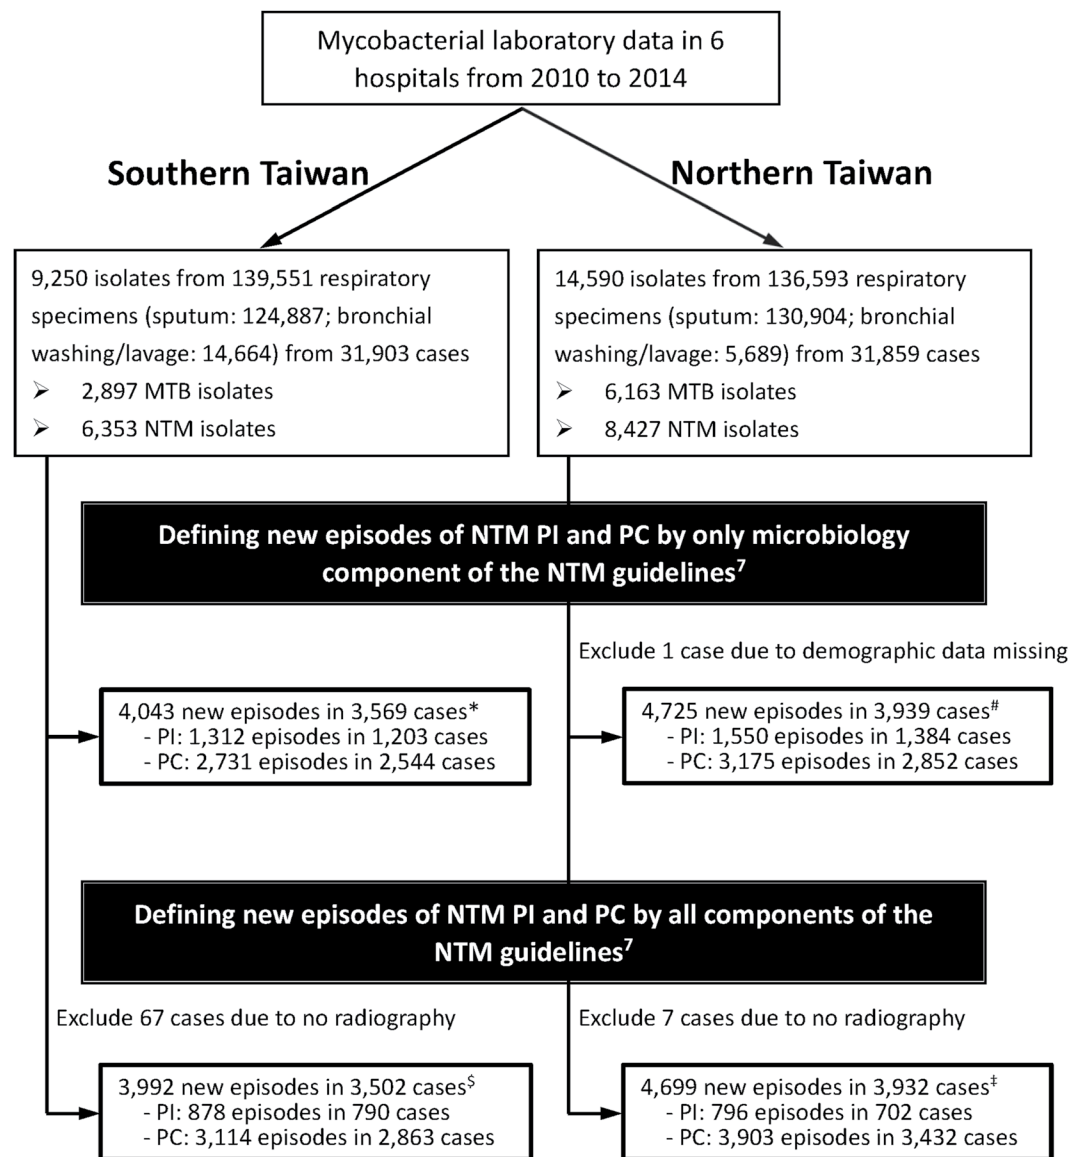 Mycobacterial laboratory data in 6
hospitals from 2010 to 2014
Southern Taiwan
Northern Taiwan
9,250 isolates from 139,551 respiratory
specimens (sputum: 124,887; bronchial
washing/lavage: 14,664) from 31,903 cases
➢ 2,897 MTB isolates
➢ 6,353 NTM isolates
14,590 isolates from 136,593 respiratory
specimens (sputum: 130,904; bronchial
washing/lavage: 5,689) from 31,859 cases
➢ 6,163 MTB isolates
➢ 8,427 NTM isolates
Defining new episodes of NTM PI and PC by only microbiology
component of the NTM guidelines⁷
Exclude 1 case due to demographic data missing
4,043 new episodes in 3,569 cases*
- PI: 1,312 episodes in 1,203 cases
- PC: 2,731 episodes in 2,544 cases
4,725 new episodes in 3,939 cases#
- PI: 1,550 episodes in 1,384 cases
- PC: 3,175 episodes in 2,852 cases
Defining new episodes of NTM PI and PC by all components of the
NTM guidelines⁷
Exclude 67 cases due to no radiography
Exclude 7 cases due to no radiography
3,992 new episodes in 3,502 cases$
- PI: 878 episodes in 790 cases
- PC: 3,114 episodes in 2,863 cases
4,699 new episodes in 3,932 cases‡
- PI: 796 episodes in 702 cases
- PC: 3,903 episodes in 3,432 cases